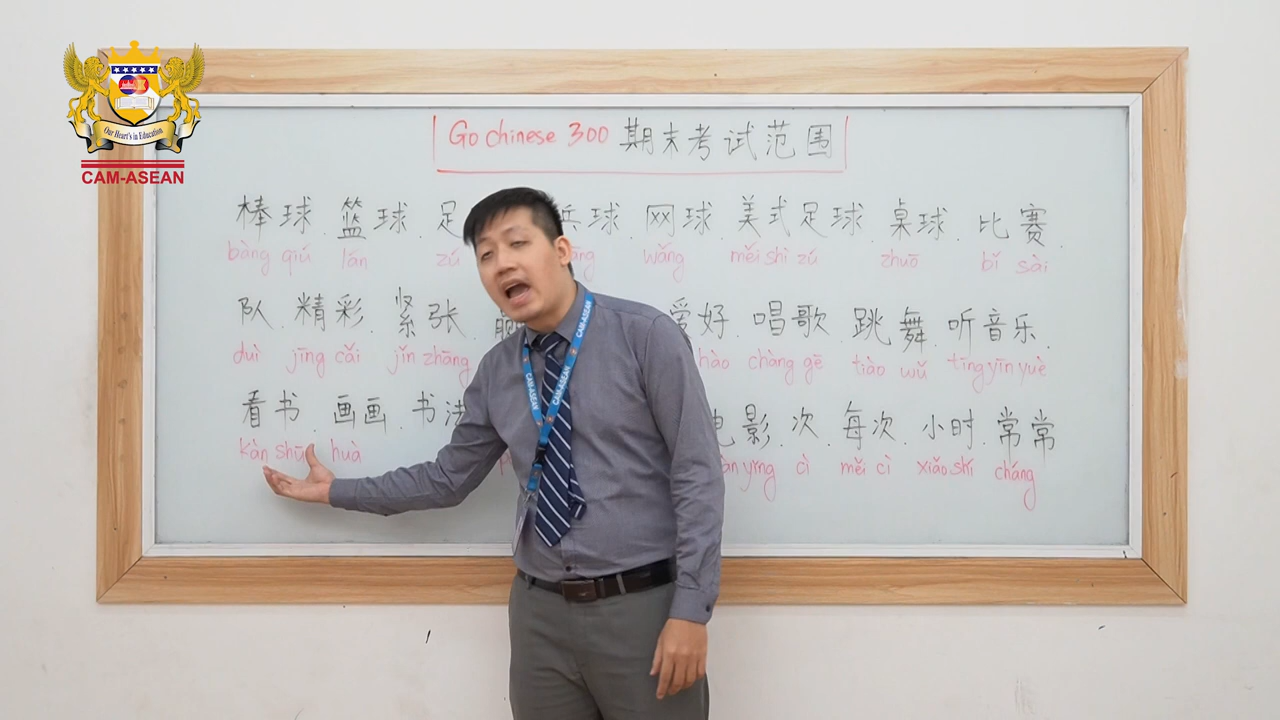 Our Heart's in Education
CAM-ASEAN
Go chinese 300 期末考试范围
棒球 篮球 足 球 网球 美式足球 桌球 比赛
bàng qiú lán zú wǎng měi shì zú zhuō bǐ sài
队 精彩 紧张 爱好 唱歌 跳舞 听音乐
duì jīng cǎi jǐn zhāng hào chàng gē tiào wǔ tīng yīn yuè
看书 画画 书法 影 次 每次 小时 常常
kàn shū huà yǐng cì měi cì xiǎo shí cháng
CAM-ASEAN
CAM-ASEAN